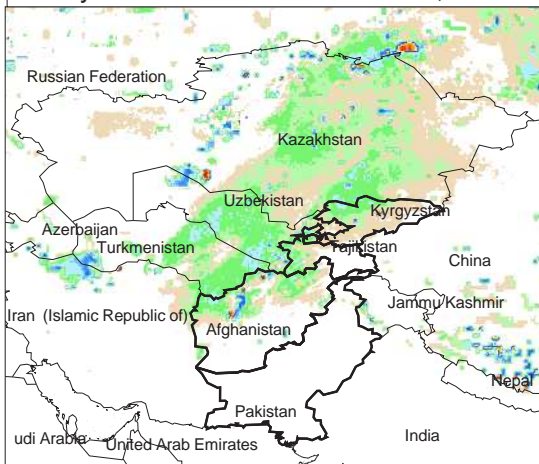 Russian Federation
Kazakhstan
Uzbekistan
Kyrgyzstan
Azerbaijan
Turkmenistan
Tajikistan
China
Iran (Islamic Republic of)
Jammu Kashmir
Afghanistan
Nepal
Pakistan
udi Arabia
United Arab Emirates
India